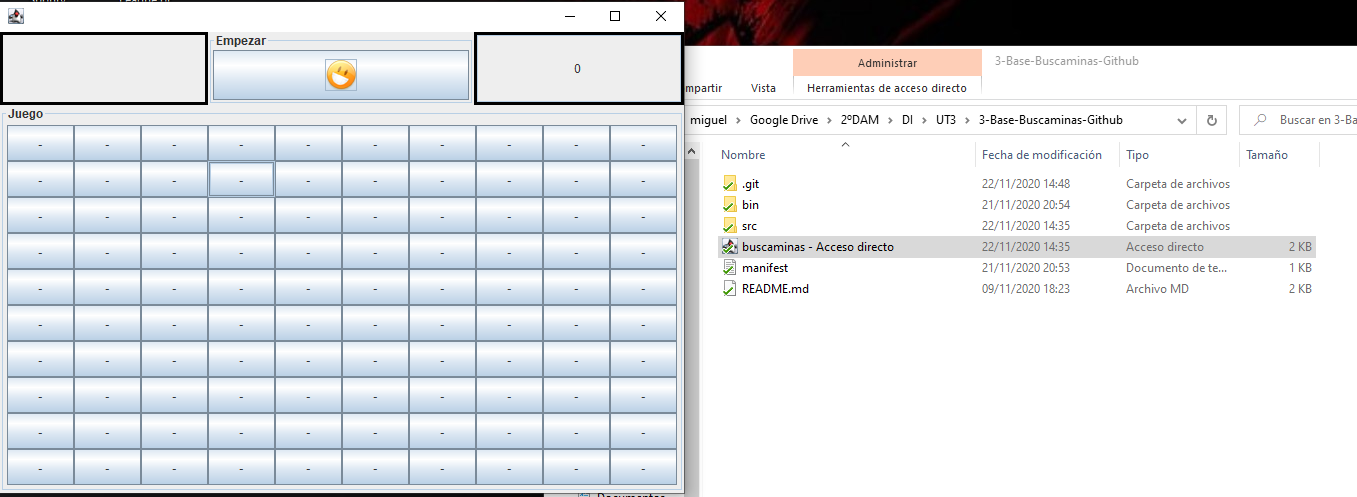 Empezar
0
Juego
- - - - - - - - - -
- - - - - - - - - -
- - - - - - - - - -
- - - - - - - - - -
- - - - - - - - - -
- - - - - - - - - -
- - - - - - - - - -
- - - - - - - - - -
- - - - - - - - - -
- - - - - - - - - -
Administrar
3-Base-Buscaminas-Github
mpartir Vista Herramientas de acceso directo
miguel > Google Drive > 2ºDAM > DI > UT3 > 3-Base-Buscaminas-Github
Buscar en 3-Ba
Nombre Fecha de modificación Tipo Tamaño
.git 22/11/2020 14:48 Carpeta de archivos
bin 21/11/2020 20:54 Carpeta de archivos
src 22/11/2020 14:35 Carpeta de archivos
buscaminas - Acceso directo 22/11/2020 14:35 Acceso directo 2 KB
manifest 21/11/2020 20:53 Documento de te... 1 KB
README.md 09/11/2020 18:23 Archivo MD 2 KB
Documentos